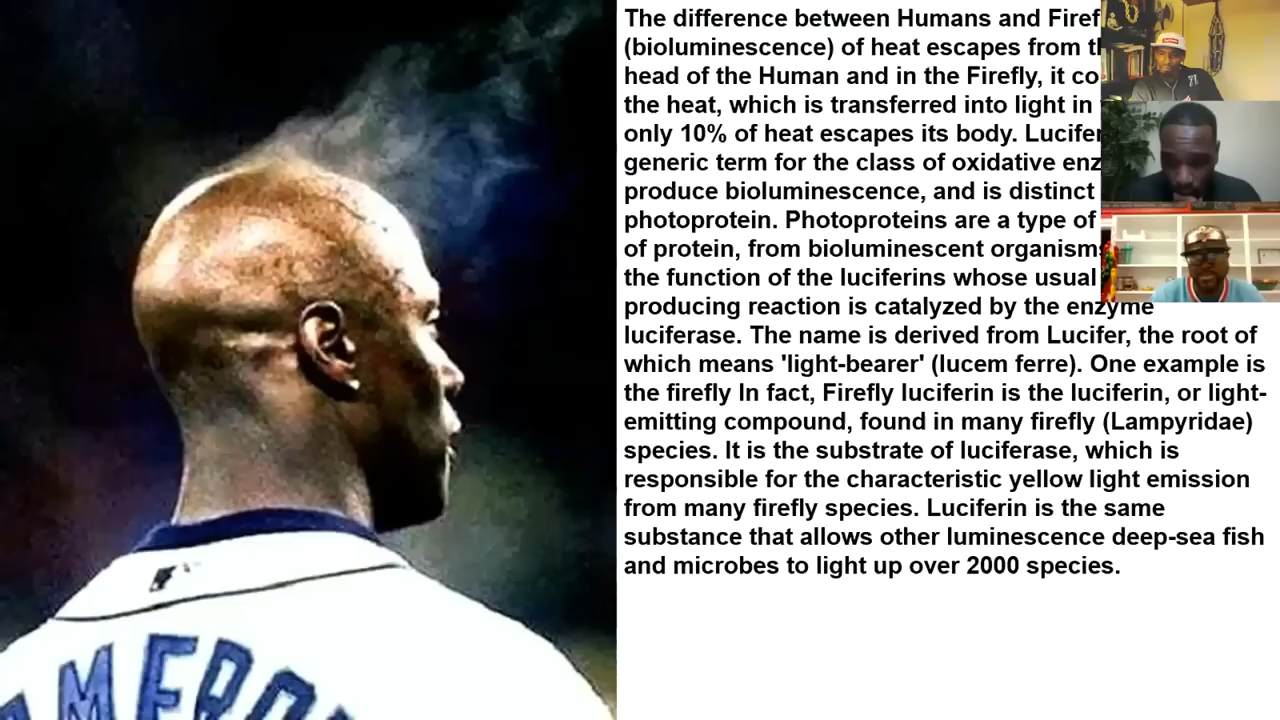 The difference between Humans and
(bioluminescence) of heat escapes from
head of the Human and in the Firefly, it
the heat, which is transferred into light in
only 10% of heat escapes its body.
generic term for the class of oxidative
produce bioluminescence, and is distinct
photoprotein. Photoproteins are a type of
of protein, from bioluminescent organisms
the function of the luciferins whose usual
producing reaction is catalyzed by the enzyme
luciferase. The name is derived from Lucifer, the root of
which means 'light-bearer' (lucem ferre). One example is
the firefly In fact, Firefly luciferin is the luciferin, or light-
emitting compound, found in many firefly (Lampyridae)
species. It is the substrate of luciferase, which is
responsible for the characteristic yellow light emission
from many firefly species. Luciferin is the same
substance that allows other luminescence deep-sea fish
and microbes to light up over 2000 species.